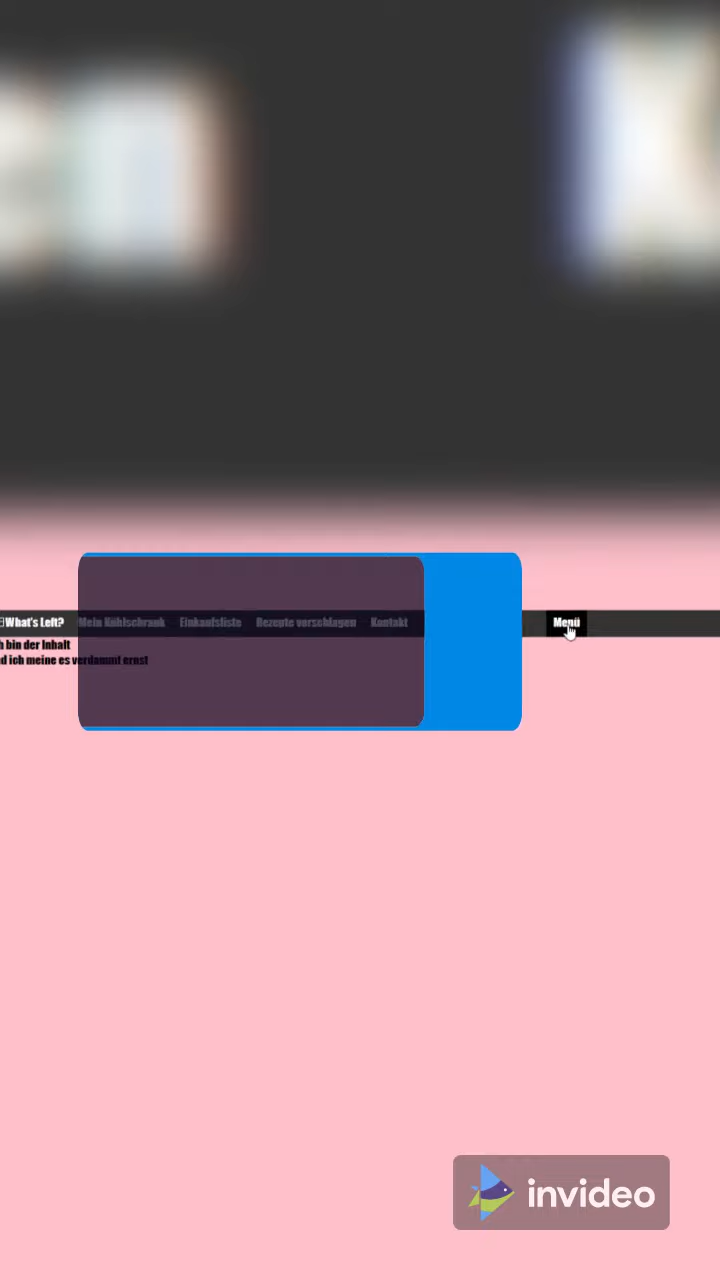 What's Left? Mein Kühlschrank Einkaufsliste Rezepte vorschlagen Kontakt Menü
bin der Inhalt
ich meine es verdammt ernst
invideo